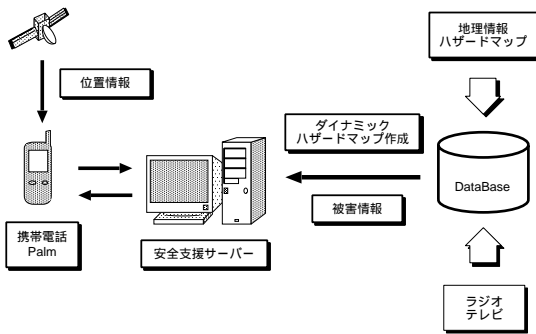 地理情報
ハザードマップ
位置情報
ダイナミック
ハザードマップ作成
DataBase
被害情報
携帯電話
Palm
安全支援サーバー
ラジオ
テレビ